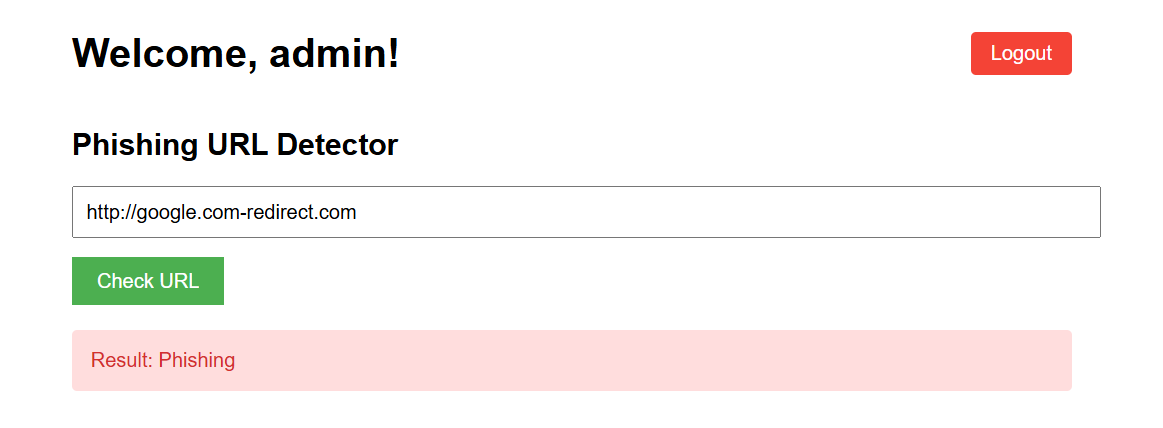 Welcome, admin!
Logout
Phishing URL Detector
http://google.com-redirect.com
Check URL
Result: Phishing